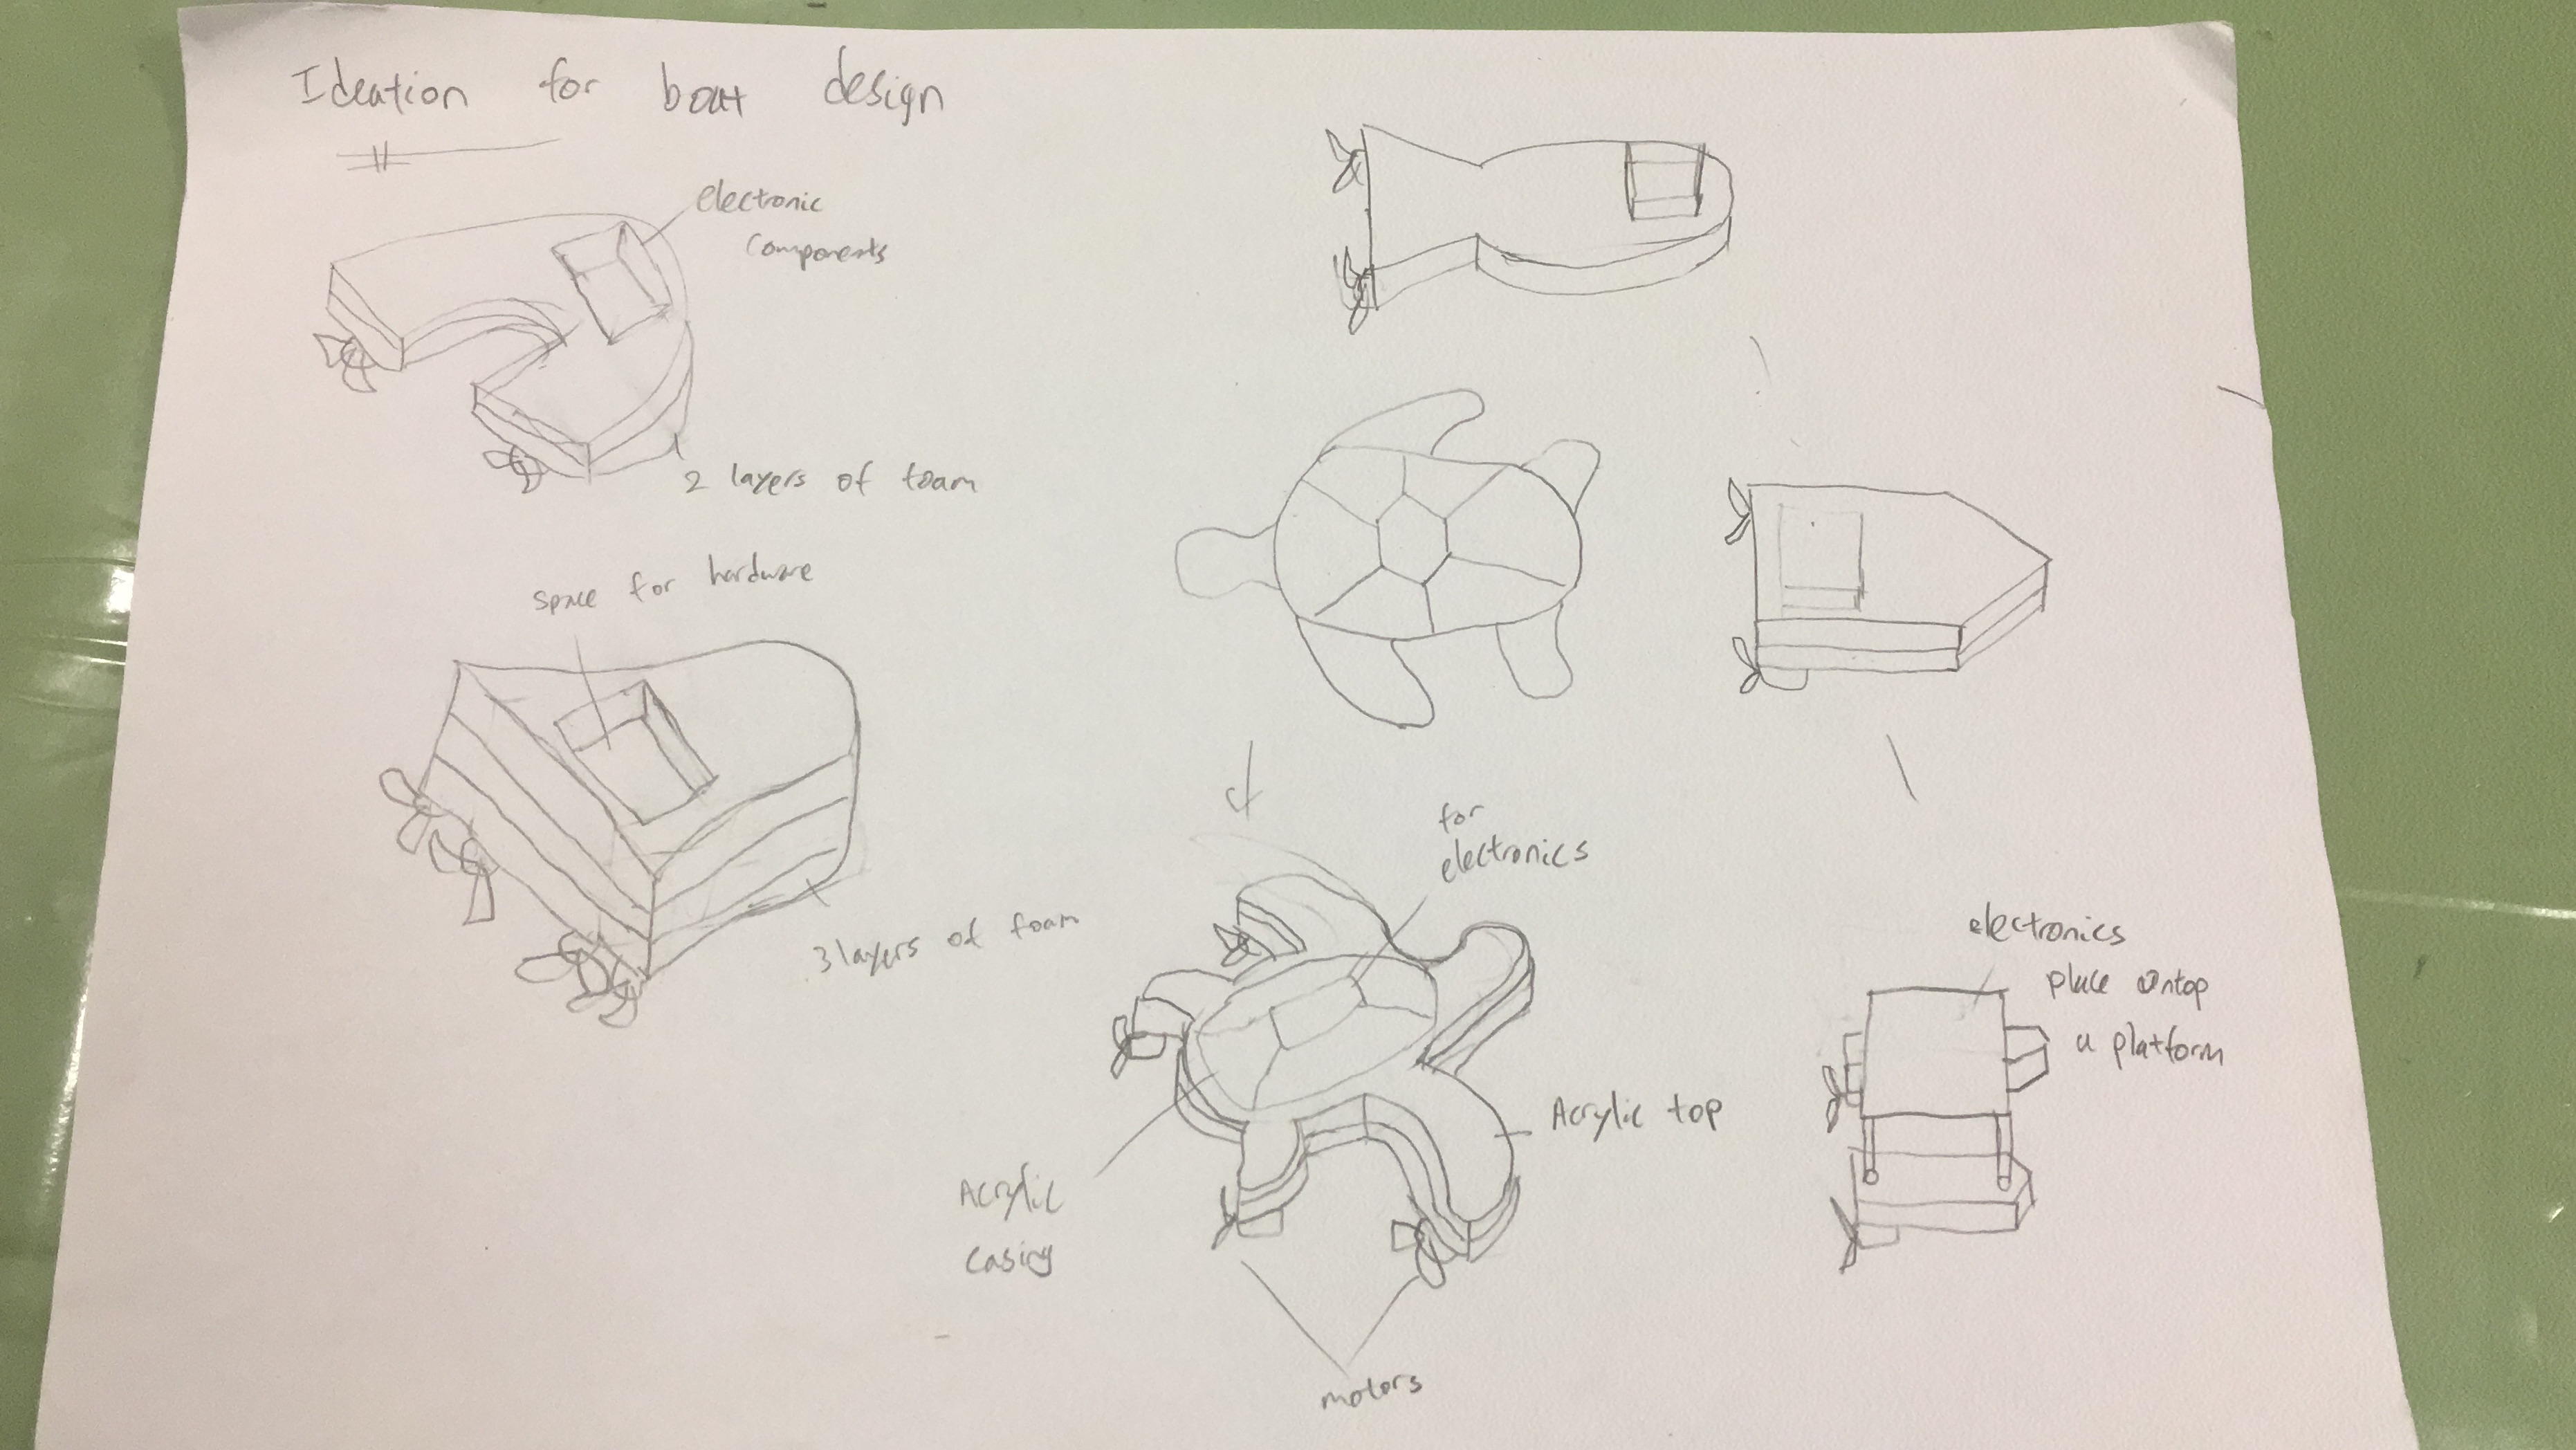 Ideation for boat design
electronic
components
2 layers of foam
space for hardware
3 layers of foam
for
electronics
Acrylic top
Acrylic
casing
motors
electronics
place ontop
a platform